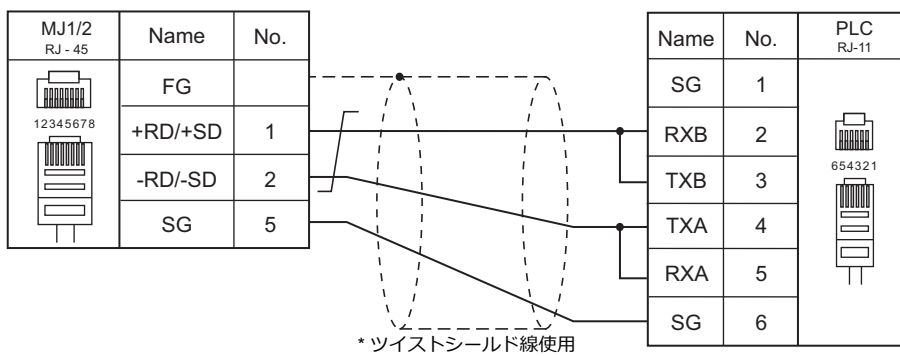 MJ1/2
RJ - 45
Name
No.
12345678
FG
+RD/+SD 1
-RD/-SD 2
SG 5
* ツイストシールド線使用
Name
No.
PLC
RJ-11
SG 1
RXB 2
TXB 3
TXA 4
RXA 5
SG 6
654321